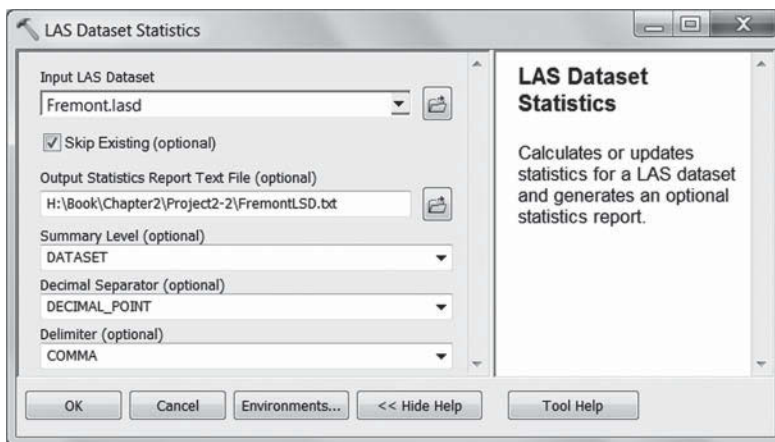 LAS Dataset Statistics
Input LAS Dataset
Fremont.lasd
Skip Existing (optional)
Output Statistics Report Text File (optional)
H:\Book\Chapter2\Project2-2\FremontLSD.txt
Summary Level (optional)
DATASET
Decimal Separator (optional)
DECIMAL_POINT
Delimiter (optional)
COMMA
OK
Cancel
Environments...
<< Hide Help
LAS Dataset
Statistics
Calculates or updates
statistics for a LAS dataset
and generates an optional
statistics report.
Tool Help